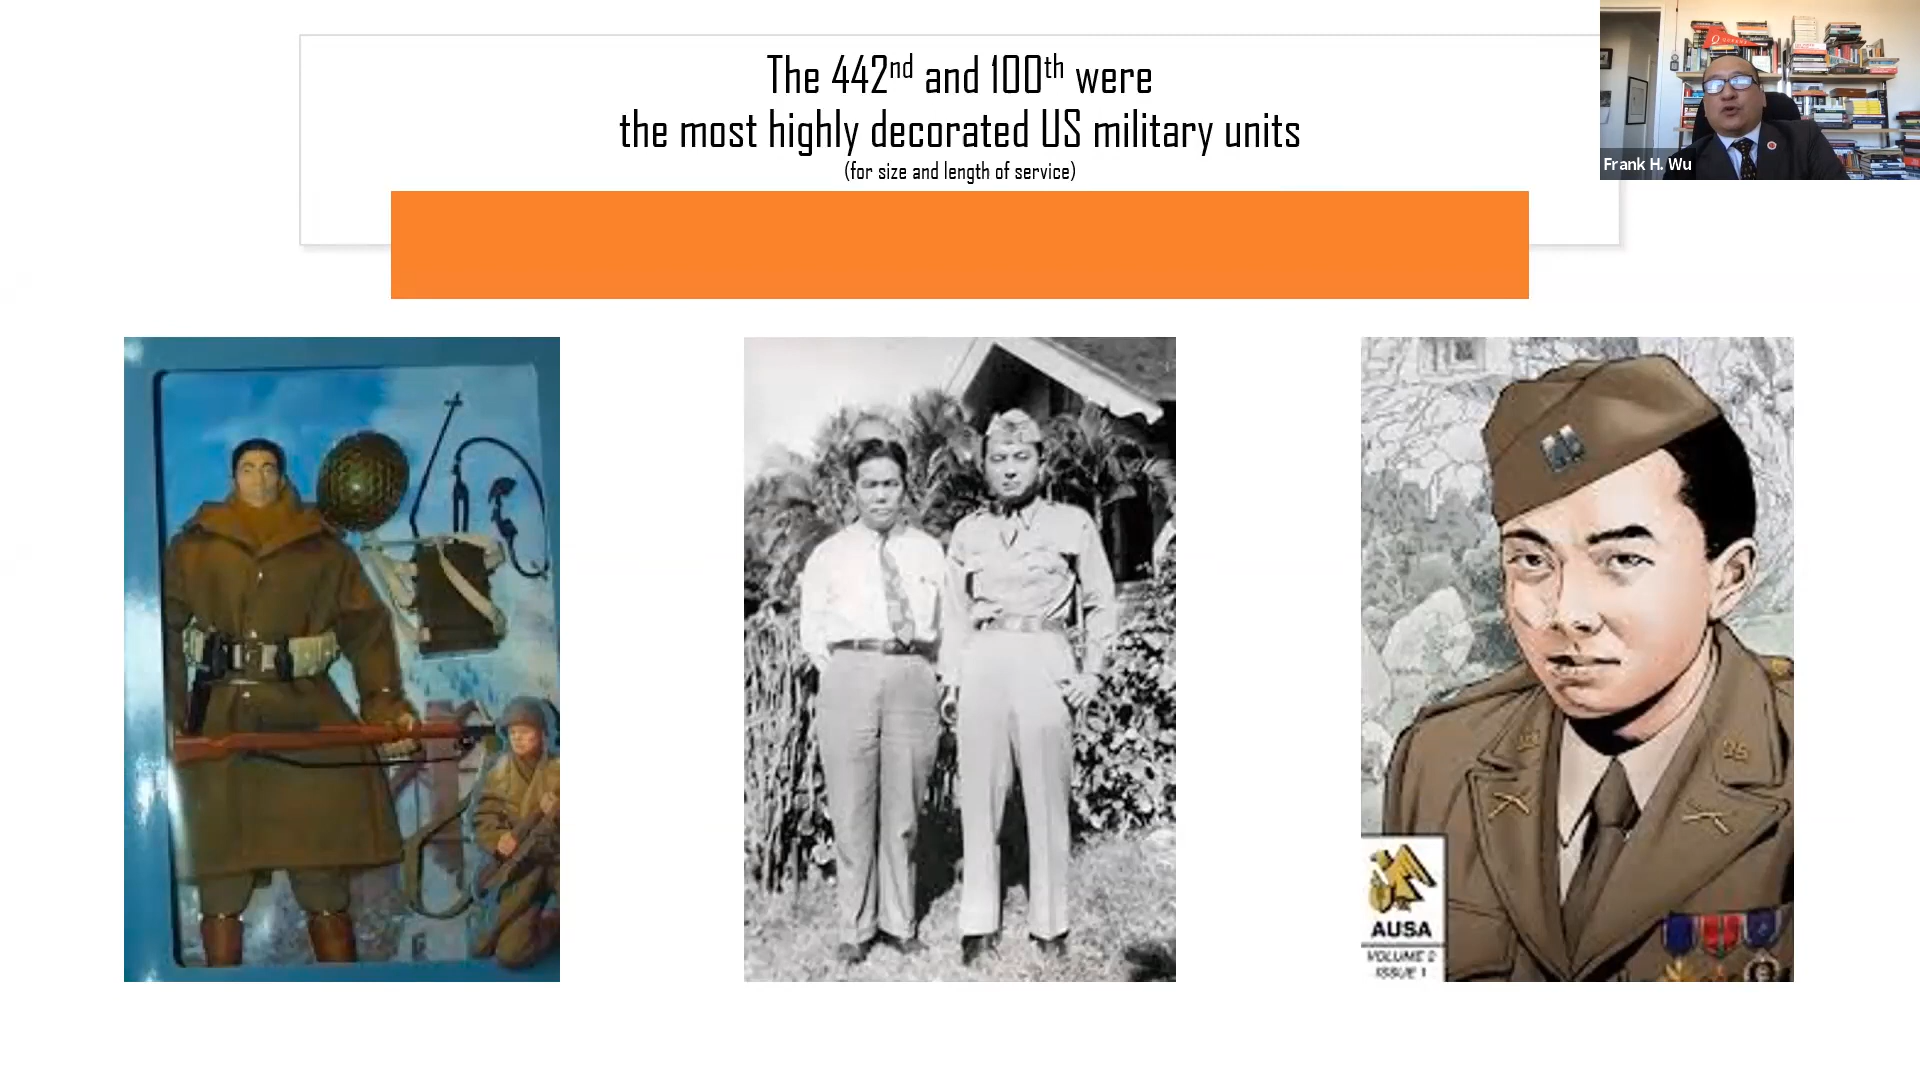 The 442nd and 100th were
the most highly decorated US military units
(for size and length of service)
Frank H. Wu
AUSA
VOLUME 2
ISSUE 1